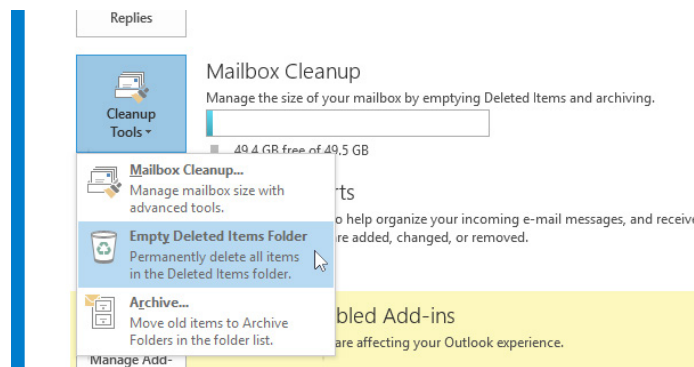 Replies
Cleanup
Tools
Mailbox Cleanup
Manage the size of your mailbox by emptying Deleted Items and archiving.
49.4 GB free of 49.5 GB
Mailbox Cleanup...
Manage mailbox size with
advanced tools.
Empty Deleted Items Folder
Permanently delete all items
in the Deleted Items folder.
Archive...
Move old items to Archive
Folders in the folder list.
rts
o help organize your incoming e-mail messages, and receive
re added, changed, or removed.
bled Add-ins
are affecting your Outlook experience.
Manage Add-